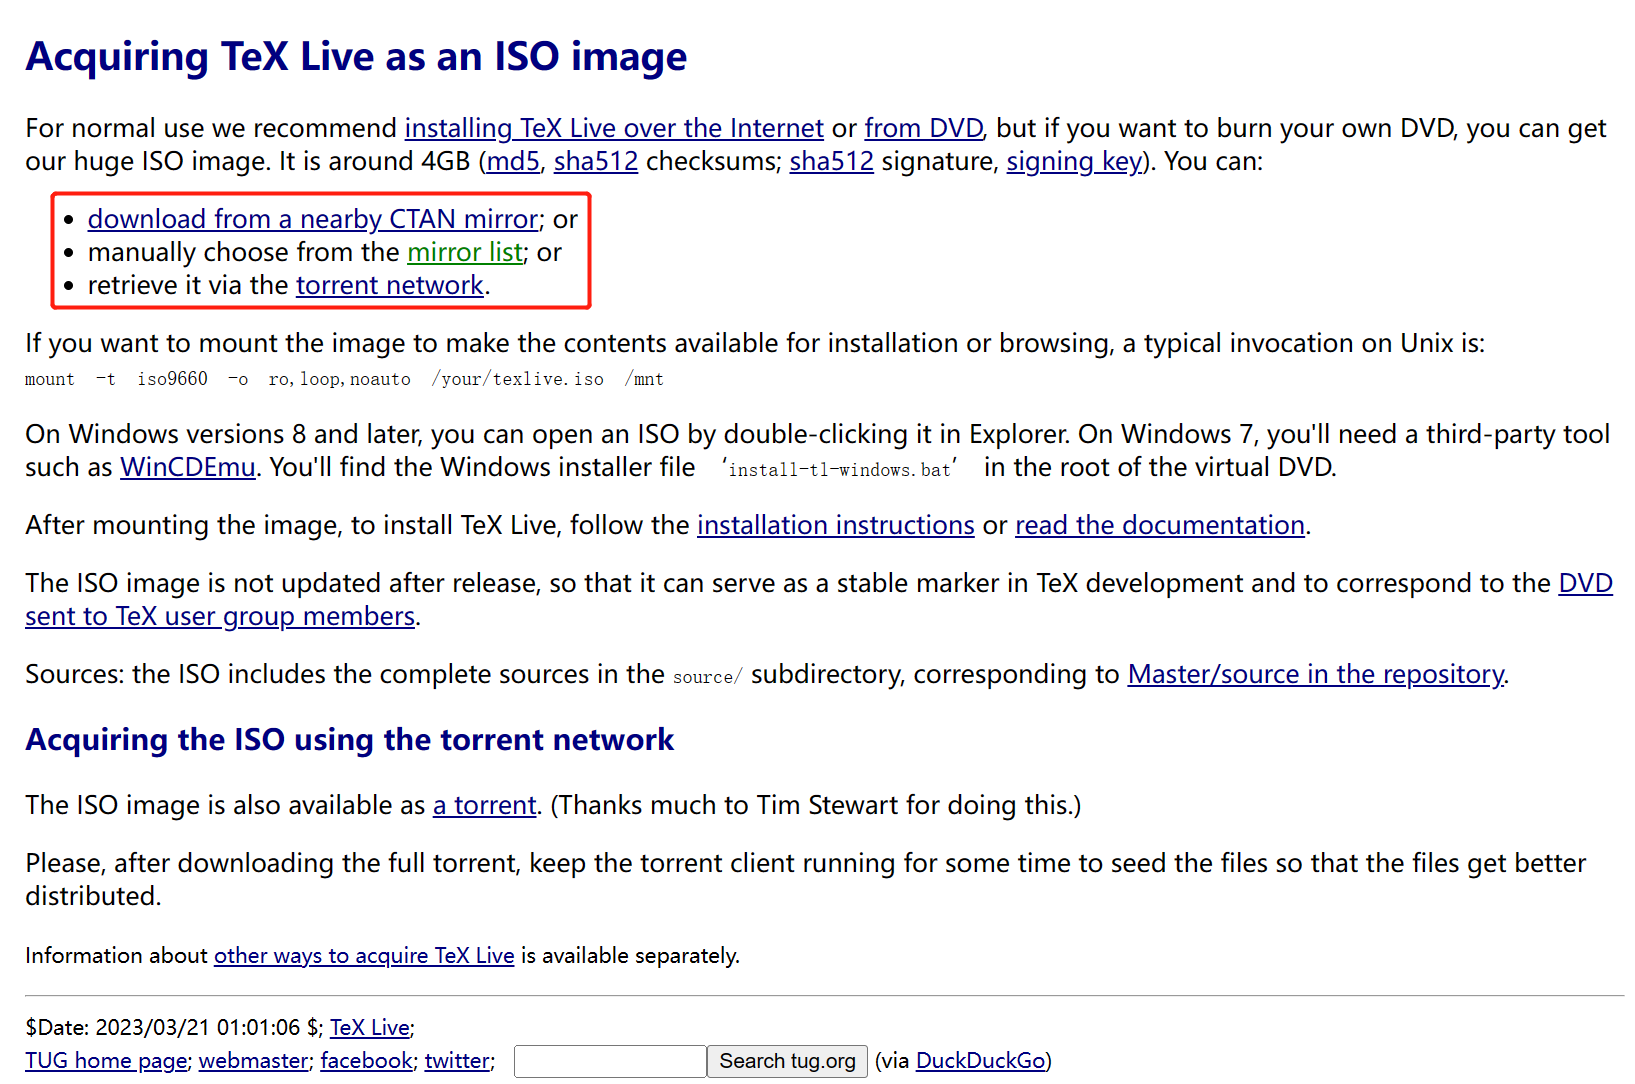 Acquiring TeX Live as an ISO image
For normal use we recommend installing TeX Live over the Internet or from DVD, but if you want to burn your own DVD, you can get
our huge ISO image. It is around 4GB (md5, sha512 checksums; sha512 signature, signing key). You can:
• download from a nearby CTAN mirror; or
• manually choose from the mirror list; or
• retrieve it via the torrent network.
If you want to mount the image to make the contents available for installation or browsing, a typical invocation on Unix is:
mount -t iso9660 -o ro,loop,noauto /your/texlive.iso /mnt
On Windows versions 8 and later, you can open an ISO by double-clicking it in Explorer. On Windows 7, you'll need a third-party tool
such as WinCDEmu. You'll find the Windows installer file ‘install-tl-windows.bat’ in the root of the virtual DVD.
After mounting the image, to install TeX Live, follow the installation instructions or read the documentation.
The ISO image is not updated after release, so that it can serve as a stable marker in TeX development and to correspond to the DVD
sent to TeX user group members.
Sources: the ISO includes the complete sources in the source/ subdirectory, corresponding to Master/source in the repository.
Acquiring the ISO using the torrent network
The ISO image is also available as a torrent. (Thanks much to Tim Stewart for doing this.)
Please, after downloading the full torrent, keep the torrent client running for some time to seed the files so that the files get better
distributed.
Information about other ways to acquire TeX Live is available separately.
$Date: 2023/03/21 01:01:06 $; TeX Live;
TUG home page; webmaster; facebook; twitter; Search tug.org (via DuckDuckGo)